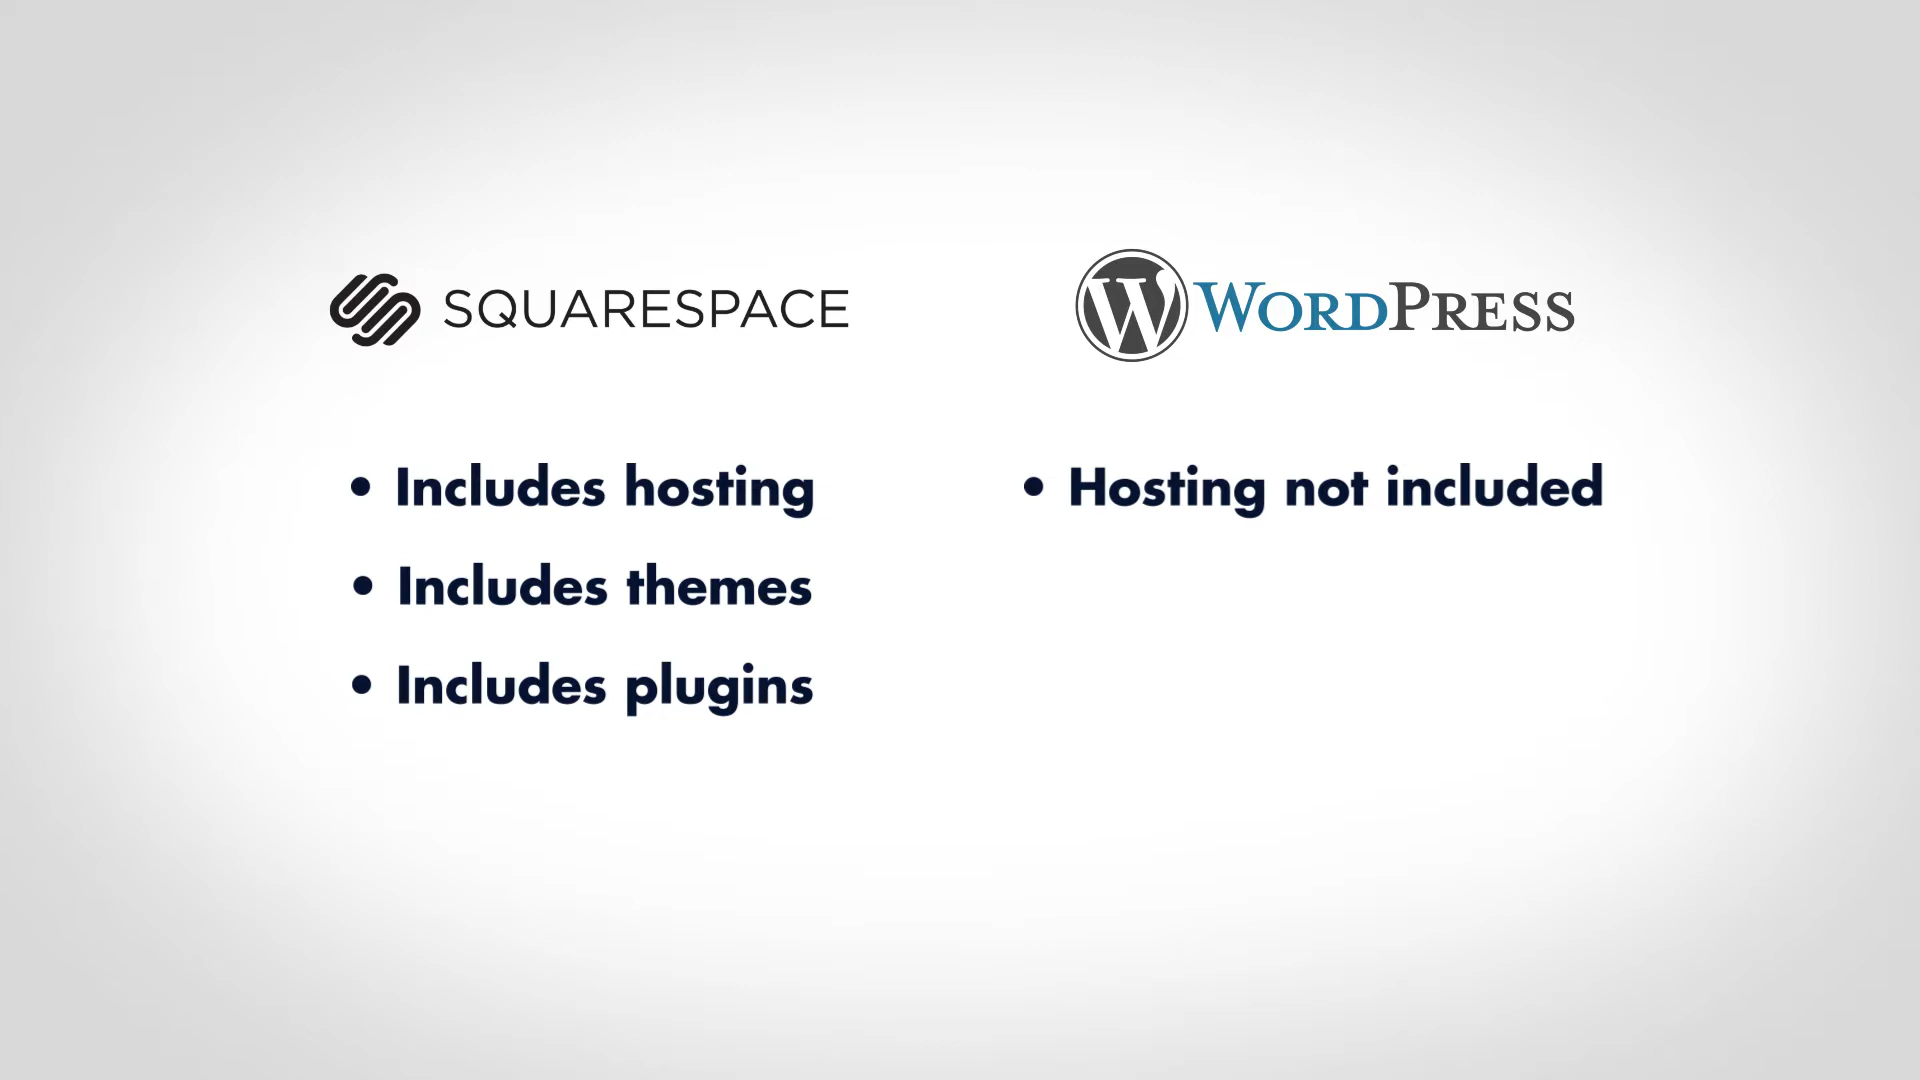 SQUARESPACE
WORDPRESS
• Includes hosting
• Includes themes
• Includes plugins
• Hosting not included